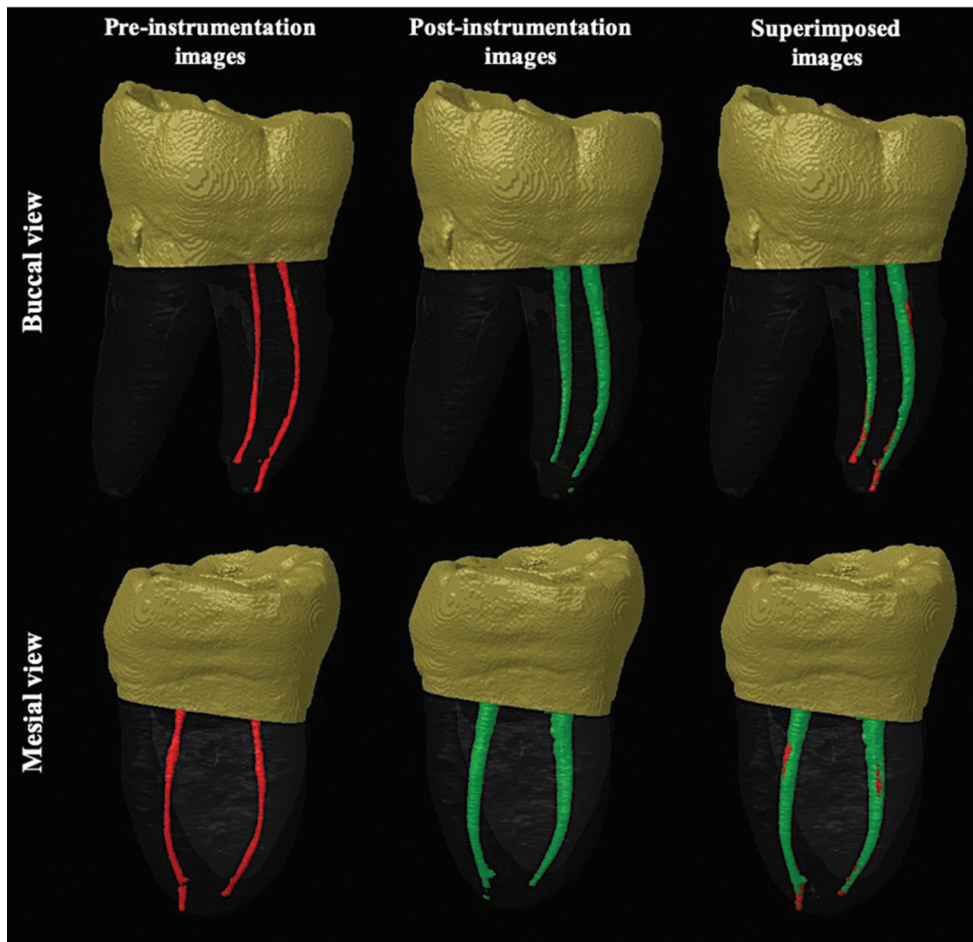 Pre-instrumentation
images
Post-instrumentation
images
Superimposed
images
Buccal view
Mesial view